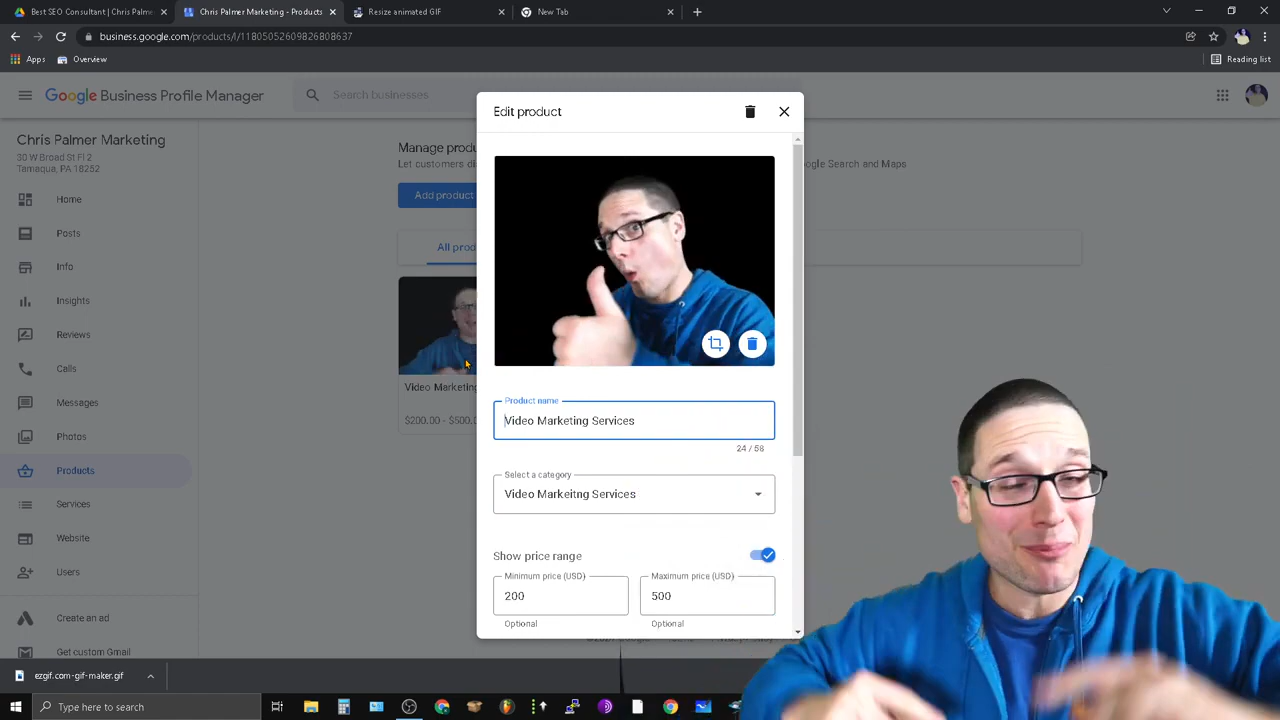 Best SEO Consultant | Chris Palme
Chris Palmer Marketing - Products
Resize animated GIF
New Tab
business.google.com/products/l/11805052609826808637
Apps
Overview
Reading list
Google Business Profile Manager
Search businesses
Chris Palmer Marketing
30 W Broad St Fl 2
Tamaqua, PA 18252
Home
Posts
Info
Insights
Reviews
Calls
Messages
Photos
Products
Services
Website
Users
Create an ad
Get custom Gmail
Manage produ
Let customers di
ogle Search and Maps
Add product
All prod
Video Marketing
$200.00 - $500.
Edit product
Product name
Video Marketing Services
24 / 58
Select a category
Video Markeitng Services
Show price range
Minimum price (USD)
200
Optional
Maximum price (USD)
500
Optional
ezgif.com-gif-maker.gif
Type here to search